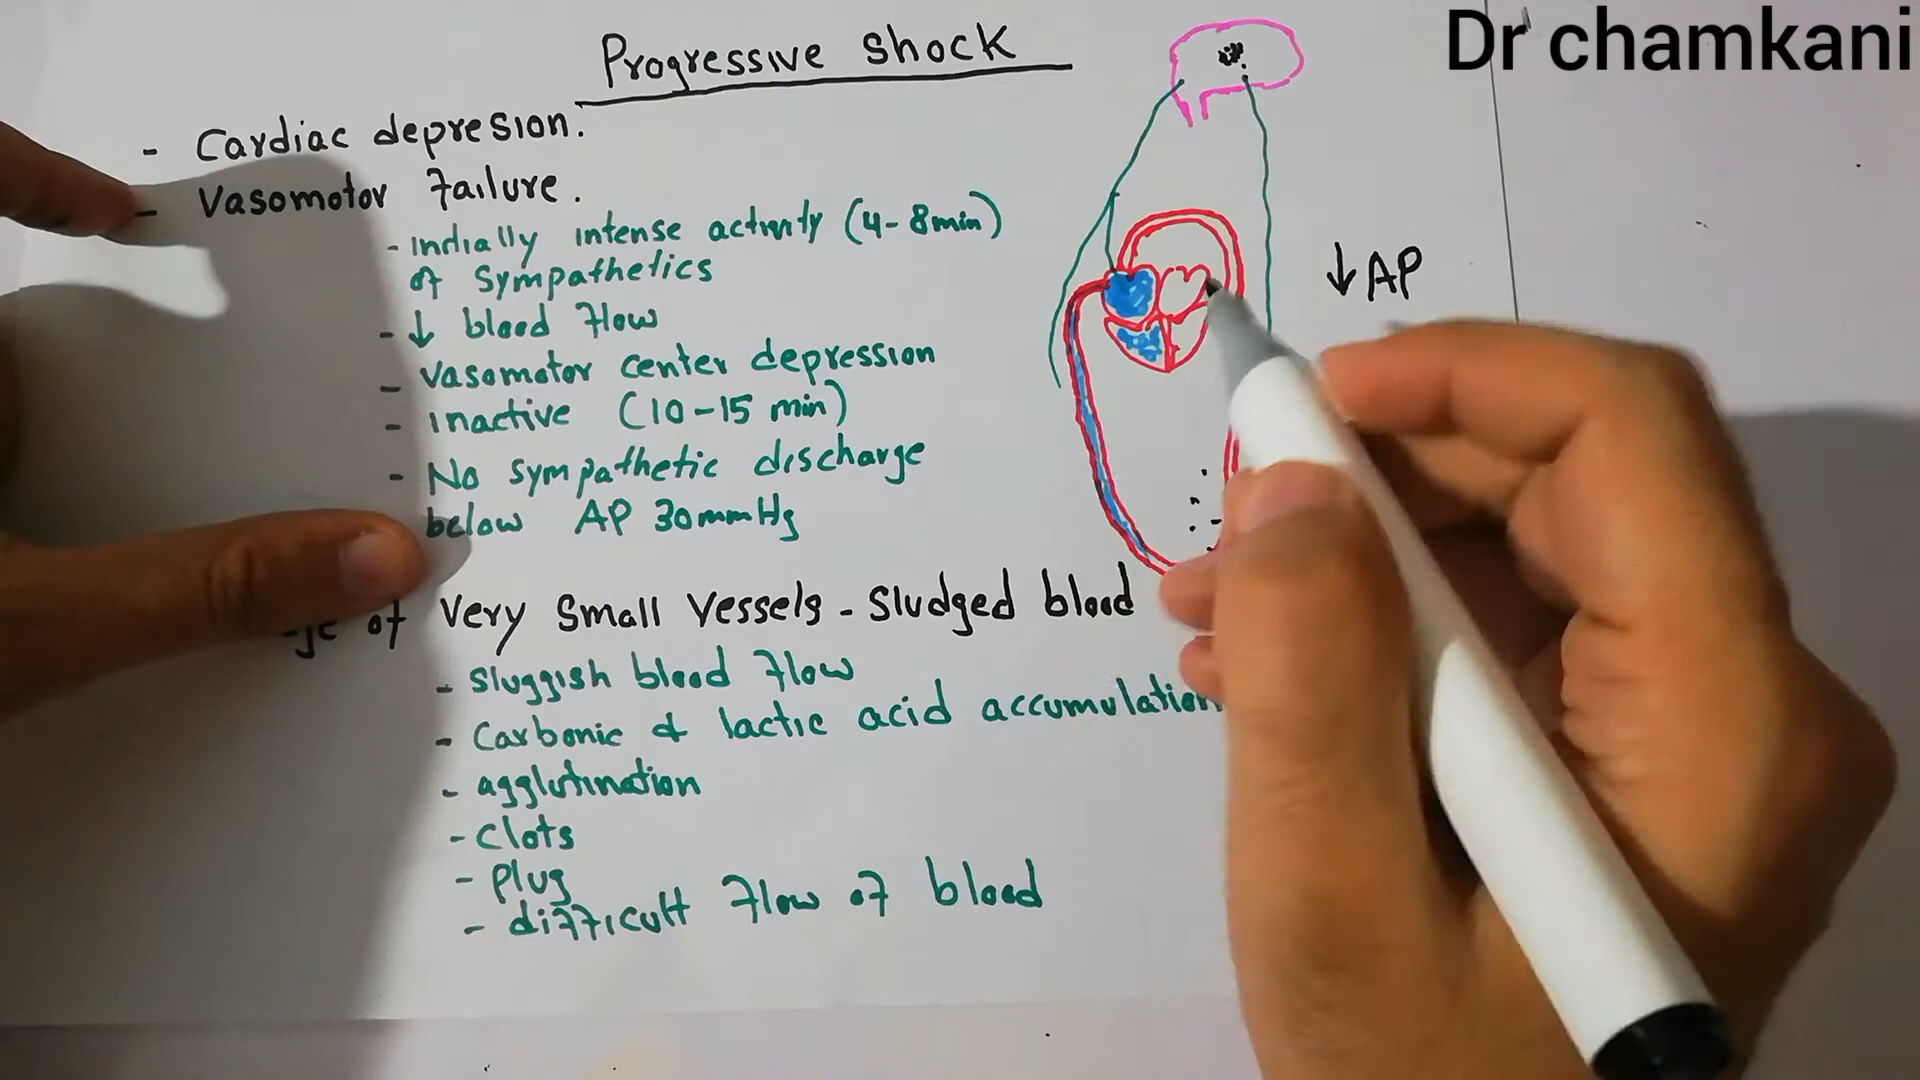 Dr chamkani
Progressive shock
- Cardiac depresion.
- Vasomotor Failure.
- Initially intense activity (4-8min)
of Sympathetics
- ↓ blood Flow
- Vasomotor center depression
- inactive (10-15 min)
- No sympathetic discharge
below AP 30mmHg
↓ AP
of Very Small Vessels - Sludged blood
- Sluggish blood Flow
- Carbonic & lactic acid accumulation
- agglutination
- Clots
- Plug
- difficult Flow of blood